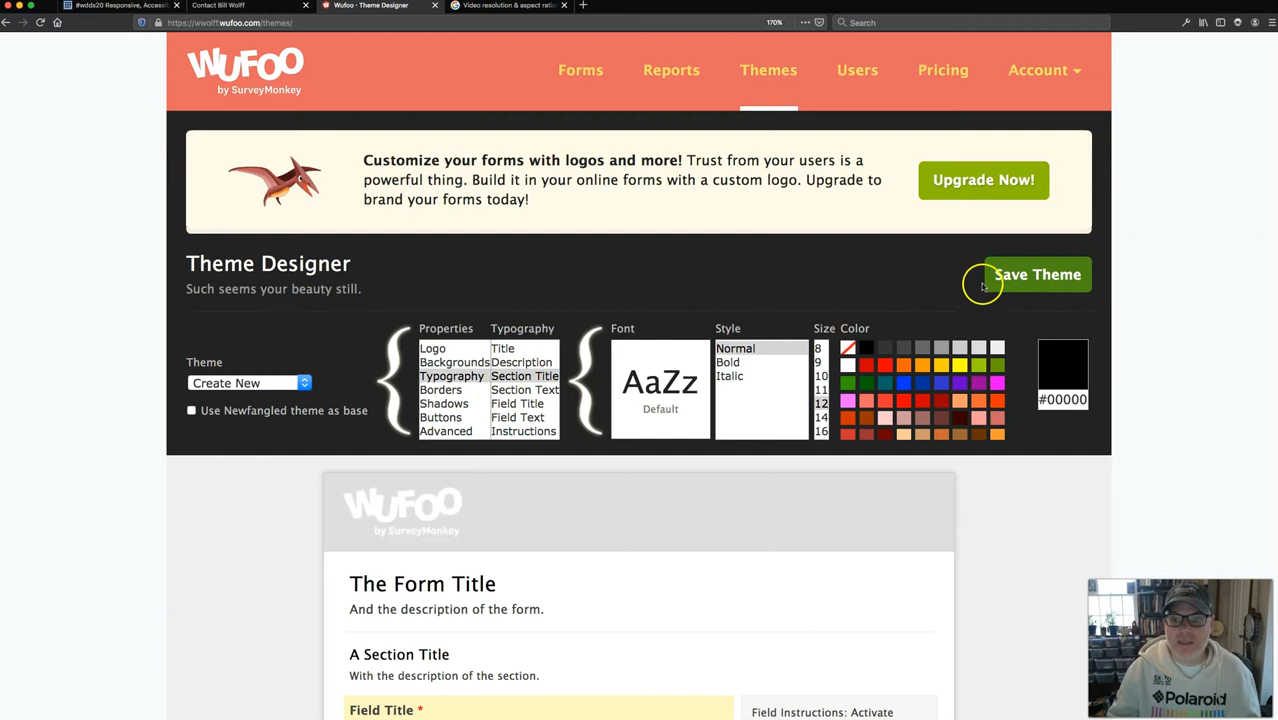 #wdds20 Responsive, Accessi
Contact Bill Wolff
Wufoo · Theme Designer
Video resolution & aspect ratio
https://wwolff.wufoo.com/themes/
170%
Search
WUFOO
by SurveyMonkey
Forms
Reports
Themes
Users
Pricing
Account
Customize your forms with logos and more! Trust from your users is a
powerful thing. Build it in your online forms with a custom logo. Upgrade to
brand your forms today!
Upgrade Now!
Theme Designer
Such seems your beauty still.
Save Theme
Theme
Create New
Use Newfangled theme as base
Properties
Logo
Backgrounds
Typography
Borders
Shadows
Buttons
Advanced
Typography
Title
Description
Section Title
Section Text
Field Title
Field Text
Instructions
Font
AaZz
Default
Style
Normal
Bold
Italic
Size
8
9
10
11
12
14
16
Color
#00000
WUFOO
by SurveyMonkey
The Form Title
And the description of the form.
A Section Title
With the description of the section.
Field Title *
Field Instructions: Activate
POLAROID